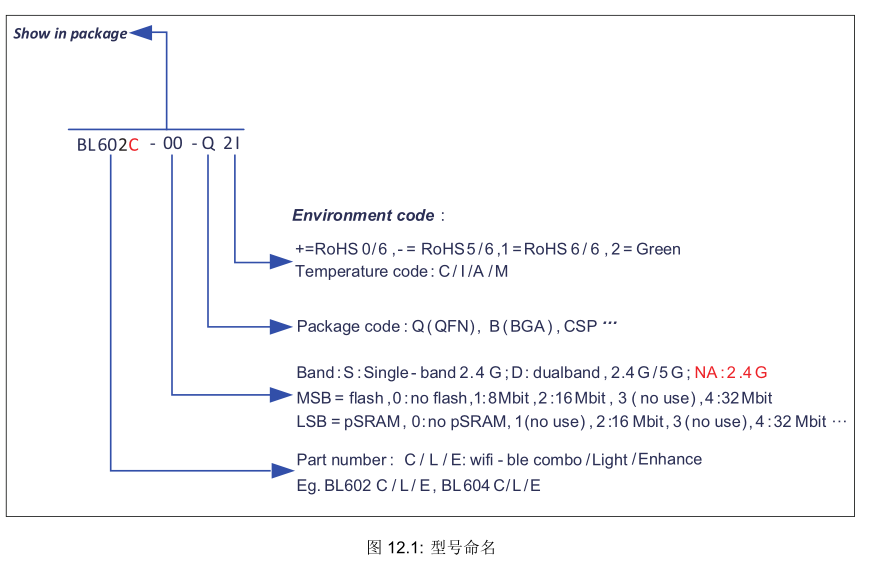 Show in package
BL602C - 00 - Q 2I
Environment code :
+=RoHS 0/6 ,- = RoHS 5/6 ,1 =RoHS 6/6 , 2 = Green
Temperature code : C / I /A /M
Package code : Q (QFN), B (BGA) , CSP ···
Band : S : Single - band 2.4 G ; D: dualband , 2.4 G/5 G ; NA : 2.4 G
MSB = flash ,0 : no flash ,1: 8Mbit , 2 :16 Mbit , 3 ( no use) ,4 :32 Mbit
LSB = pSRAM , 0: no pSRAM, 1 (no use) , 2:16 Mbit, 3 (no use), 4 : 32 Mbit ···
Part number : C / L / E: wifi - ble combo /Light /Enhance
Eg. BL602 C / L / E , BL604 C/L/E
图 12.1: 型号命名